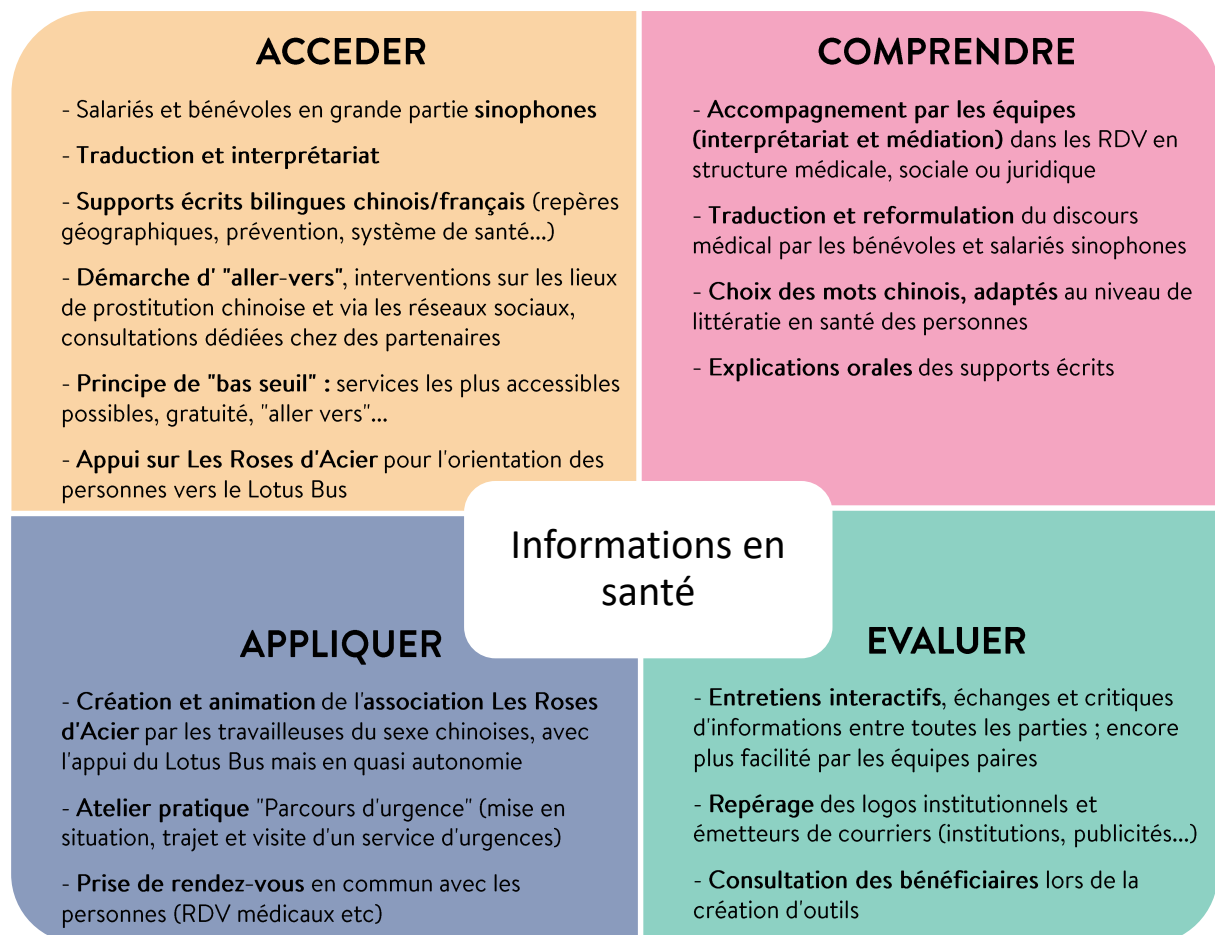 ACCEDER
- Salariés et bénévoles en grande partie sinophones
- Traduction et interprétariat
- Supports écrits bilingues chinois/français (repères
géographiques, prévention, système de santé...)
- Démarche d' "aller-vers", interventions sur les lieux
de prostitution chinoise et via les réseaux sociaux,
consultations dédiées chez des partenaires
- Principe de "bas seuil" : services les plus accessibles
possibles, gratuité, "aller vers"...
- Appui sur Les Roses d'Acier pour l'orientation des
personnes vers le Lotus Bus
COMPRENDRE
- Accompagnement par les équipes
(interprétariat et médiation) dans les RDV en
structure médicale, sociale ou juridique
- Traduction et reformulation du discours
médical par les bénévoles et salariés sinophones
- Choix des mots chinois, adaptés au niveau de
littératie en santé des personnes
- Explications orales des supports écrits
Informations en
santé
APPLIQUER
- Création et animation de l'association Les Roses
d'Acier par les travailleuses du sexe chinoises, avec
l'appui du Lotus Bus mais en quasi autonomie
- Atelier pratique "Parcours d'urgence" (mise en
situation, trajet et visite d'un service d'urgences)
- Prise de rendez-vous en commun avec les
personnes (RDV médicaux etc)
EVALUER
- Entretiens interactifs, échanges et critiques
d'informations entre toutes les parties ; encore
plus facilité par les équipes paires
- Repérage des logos institutionnels et
émetteurs de courriers (institutions, publicités...)
- Consultation des bénéficiaires lors de la
création d'outils